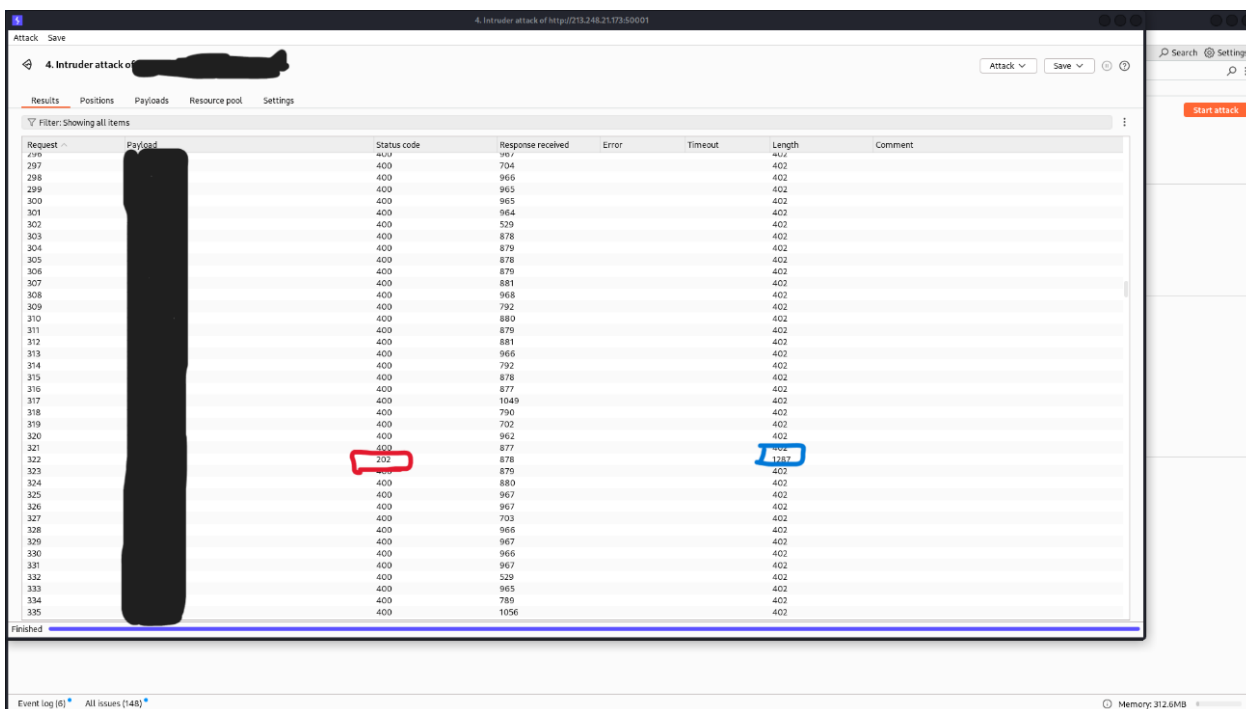 4. Intruder attack of http://213.248.21.173:50001
Attack Save
Search Settings
4. Intruder attack of
Attack Save
Results Positions Payloads Resource pool Settings
Start attack
Filter: Showing all items
Request Payload Status code Response received Error Timeout Length Comment
296 400 967 402
297 400 704 402
298 400 966 402
299 400 965 402
300 400 965 402
301 400 964 402
302 400 529 402
303 400 878 402
304 400 879 402
305 400 878 402
306 400 879 402
307 400 881 402
308 400 968 402
309 400 792 402
310 400 880 402
311 400 879 402
312 400 881 402
313 400 966 402
314 400 792 402
315 400 878 402
316 400 877 402
317 400 1049 402
318 400 790 402
319 400 702 402
320 400 962 402
321 400 877 402
322 202 878 1287
323 400 879 402
324 400 880 402
325 400 967 402
326 400 967 402
327 400 703 402
328 400 966 402
329 400 967 402
330 400 966 402
331 400 967 402
332 400 529 402
333 400 965 402
334 400 789 402
335 400 1056 402
Finished
Event log (6) All issues (148) Memory: 312.6MB